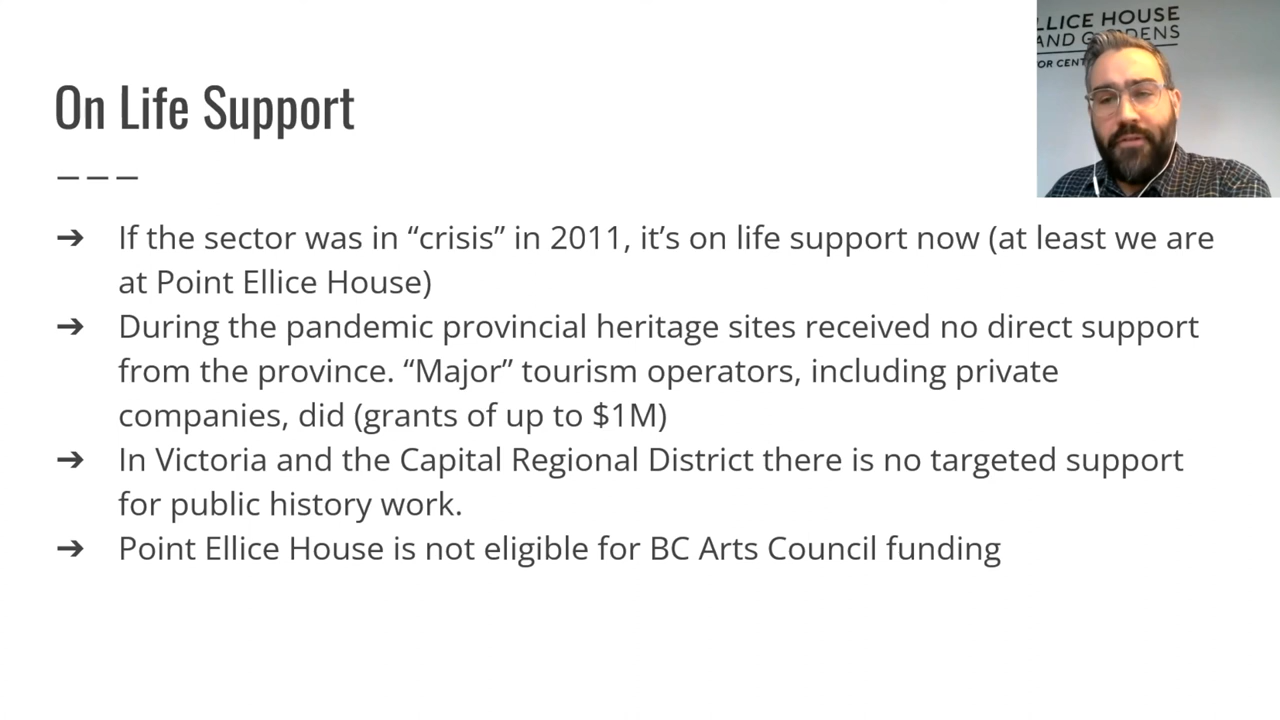 LLICE HOUSE
AND GARDENS
OR CENT
On Life Support
➔ If the sector was in “crisis” in 2011, it’s on life support now (at least we are
at Point Ellice House)
➔ During the pandemic provincial heritage sites received no direct support
from the province. “Major” tourism operators, including private
companies, did (grants of up to $1M)
➔ In Victoria and the Capital Regional District there is no targeted support
for public history work.
➔ Point Ellice House is not eligible for BC Arts Council funding